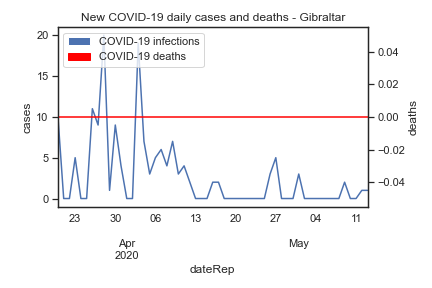 New COVID-19 daily cases and deaths - Gibraltar
COVID-19 infections
COVID-19 deaths
cases
20
15
10
5
0
deaths
0.04
0.02
0.00
−0.02
−0.04
23 30 06 13 20 27 04 11
Apr May
2020
dateRep